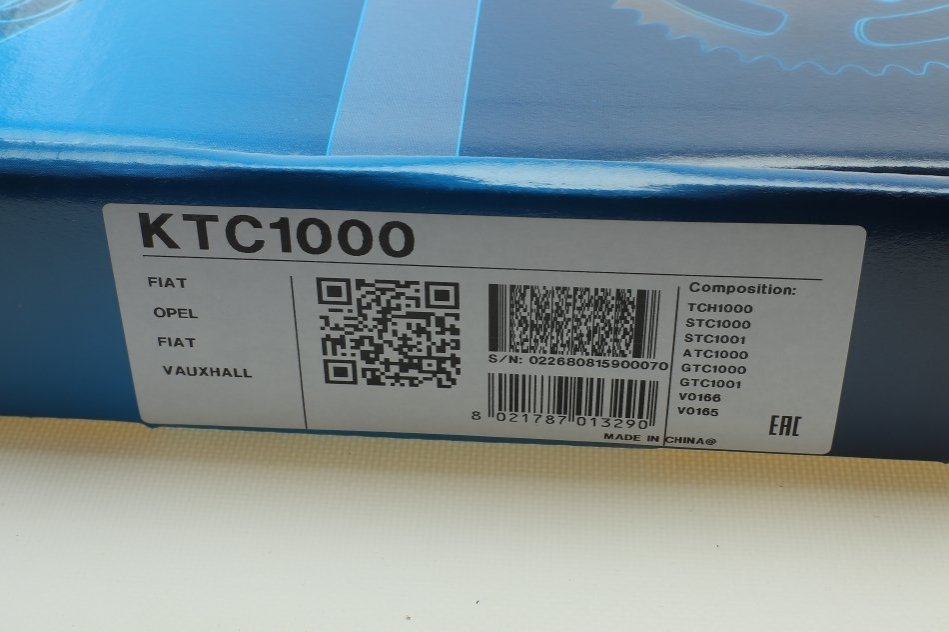 KTC1000
FIAT
OPEL
FIAT
VAUXHALL
S/N: 022680815900070
8 021787 013290
Composition:
TCH1000
STC1000
STC1001
ATC1000
GTC1000
GTC1001
V0166
V0165
EAC
MADE IN CHINA@